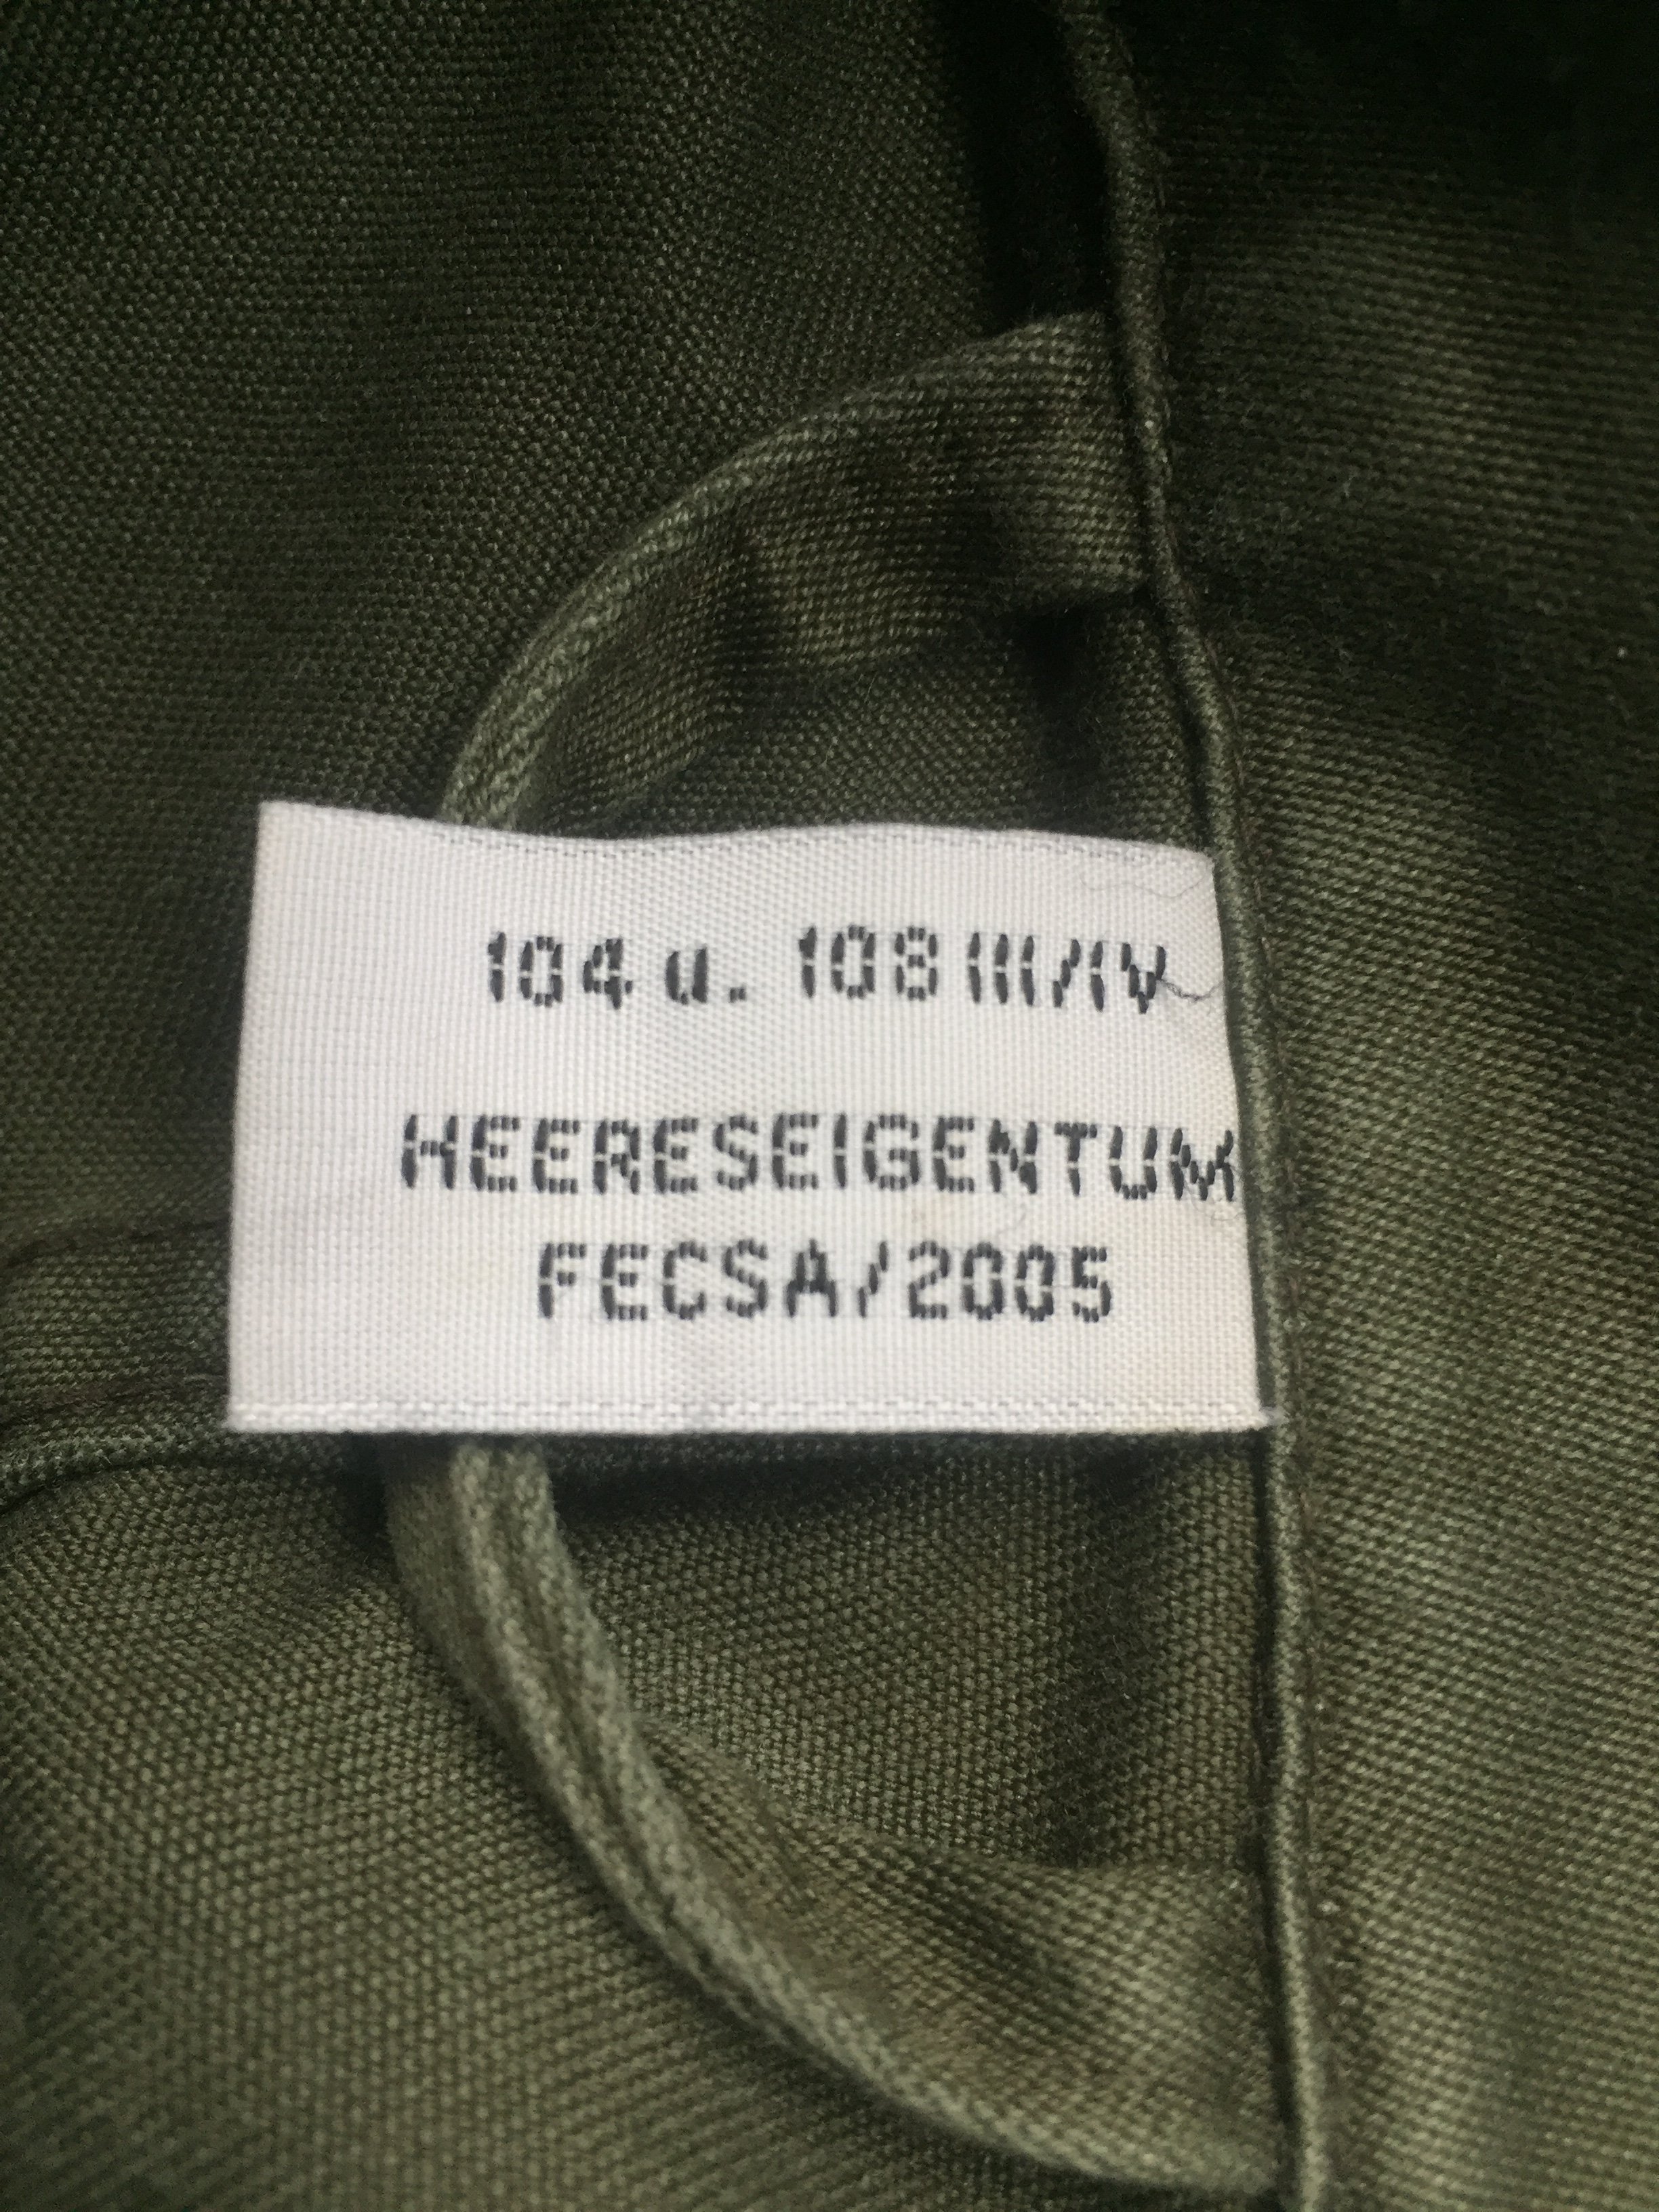 104 u. 108 III/IV
HEERESEIGENTUM
FECSA/2005